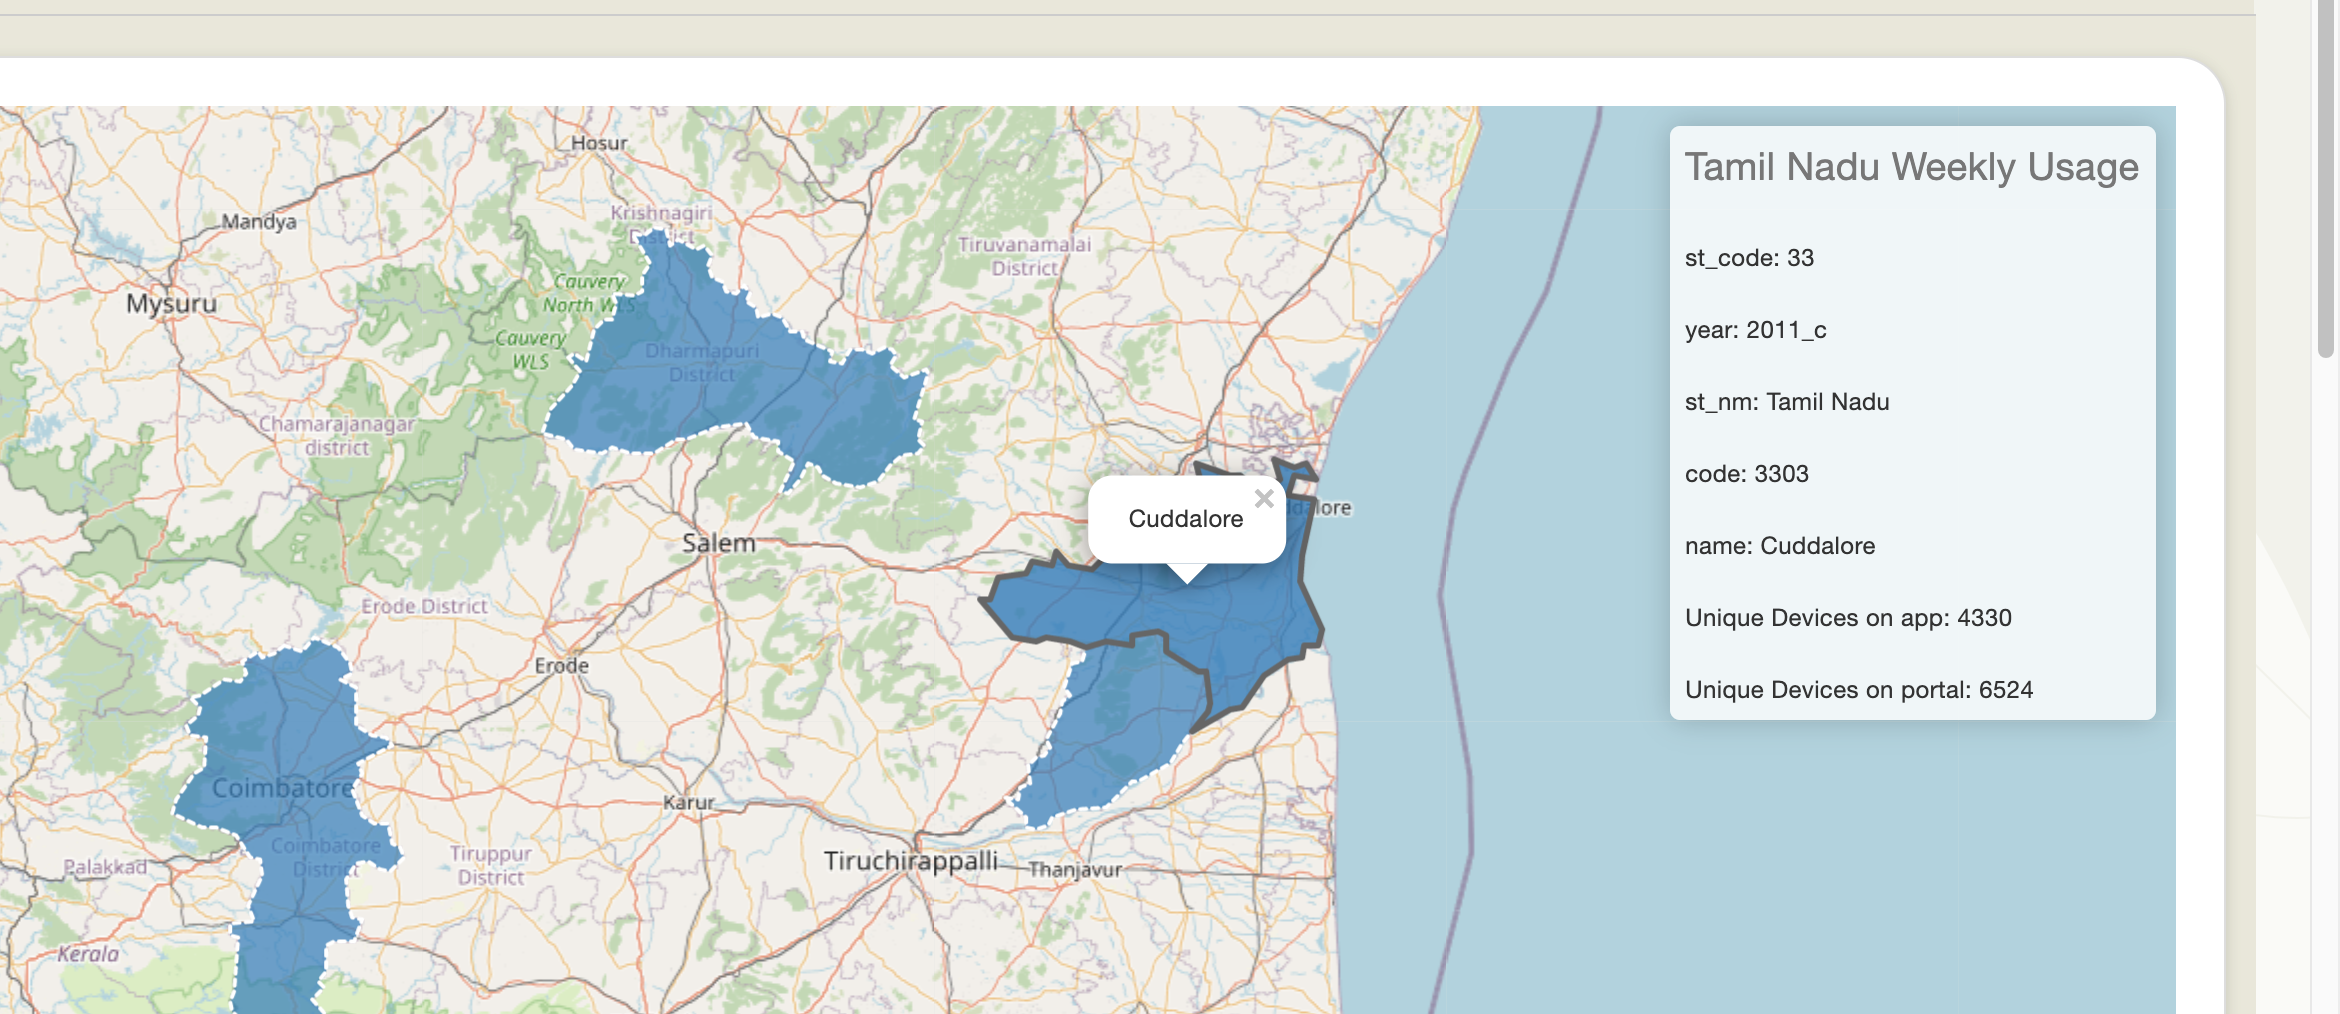 Hosur
Krishnagiri
District
Mandya
Tiruvanamalai
District
Cauvery
North WLS
Mysuru
Cauvery
WLS
Dharmapuri
District
Chamarajanagar
district
Cuddalore
×
Salem
Erode District
Erode
Coimbatore
Karur
Coimbatore
District
Tiruppur
District
Palakkad
Tiruchirappalli
Thanjavur
Kerala
Tamil Nadu Weekly Usage
st_code: 33
year: 2011_c
st_nm: Tamil Nadu
code: 3303
name: Cuddalore
Unique Devices on app: 4330
Unique Devices on portal: 6524